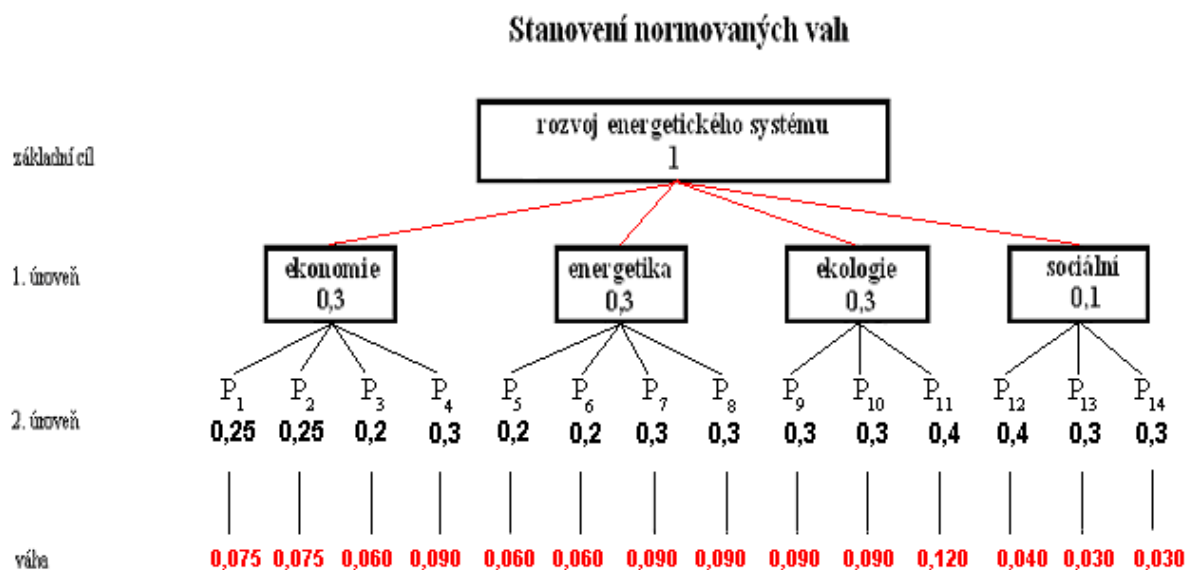 Stanovení normovaných vah
rozvoj energetického systému
1
základní cíl
1. úroveň
ekonomie
0,3
energetika
0,3
ekologie
0,3
sociální
0,1
P1 P2 P3 P4 P5 P6 P7 P8 P9 P10 P11 P12 P13 P14
2. úroveň
0,25 0,25 0,2 0,3 0,2 0,2 0,3 0,3 0,3 0,3 0,4 0,4 0,3 0,3
váha 0,075 0,075 0,060 0,090 0,060 0,060 0,090 0,090 0,090 0,090 0,120 0,040 0,030 0,030